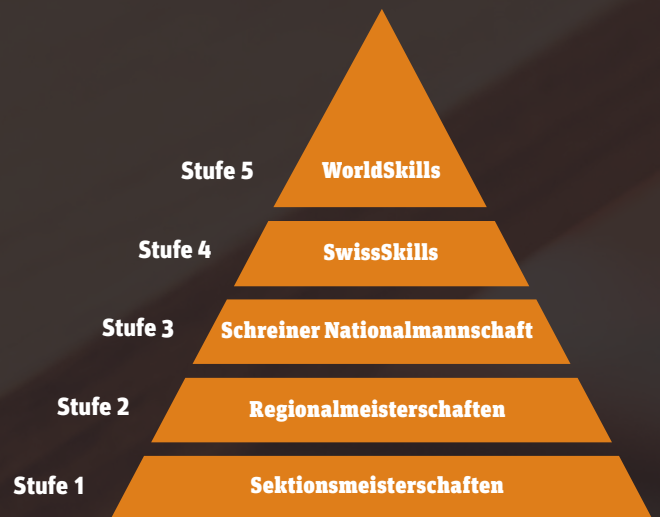 Stufe 5 WorldSkills
Stufe 4 SwissSkills
Stufe 3 Schreiner Nationalmannschaft
Stufe 2 Regionalmeisterschaften
Stufe 1 Sektionsmeisterschaften